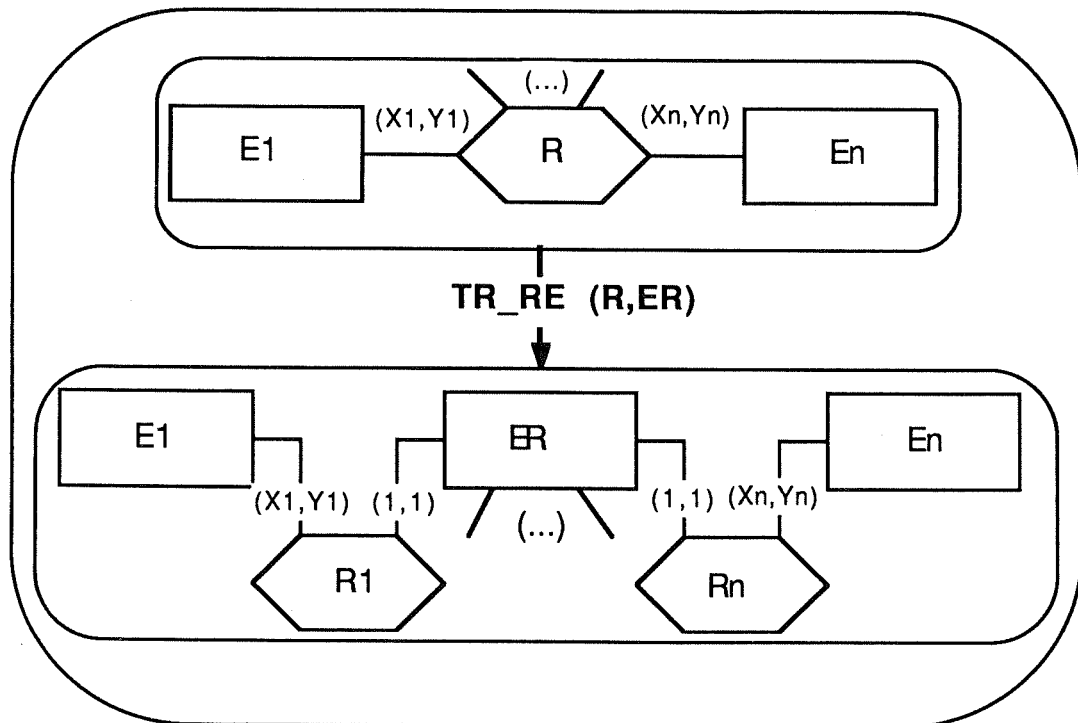 (...)
(X1,Y1)
(Xn,Yn)
E1
R
En
TR_RE (R,ER)
E1
ER
En
(X1,Y1)
(1,1)
(...)
(1,1)
(Xn,Yn)
R1
Rn